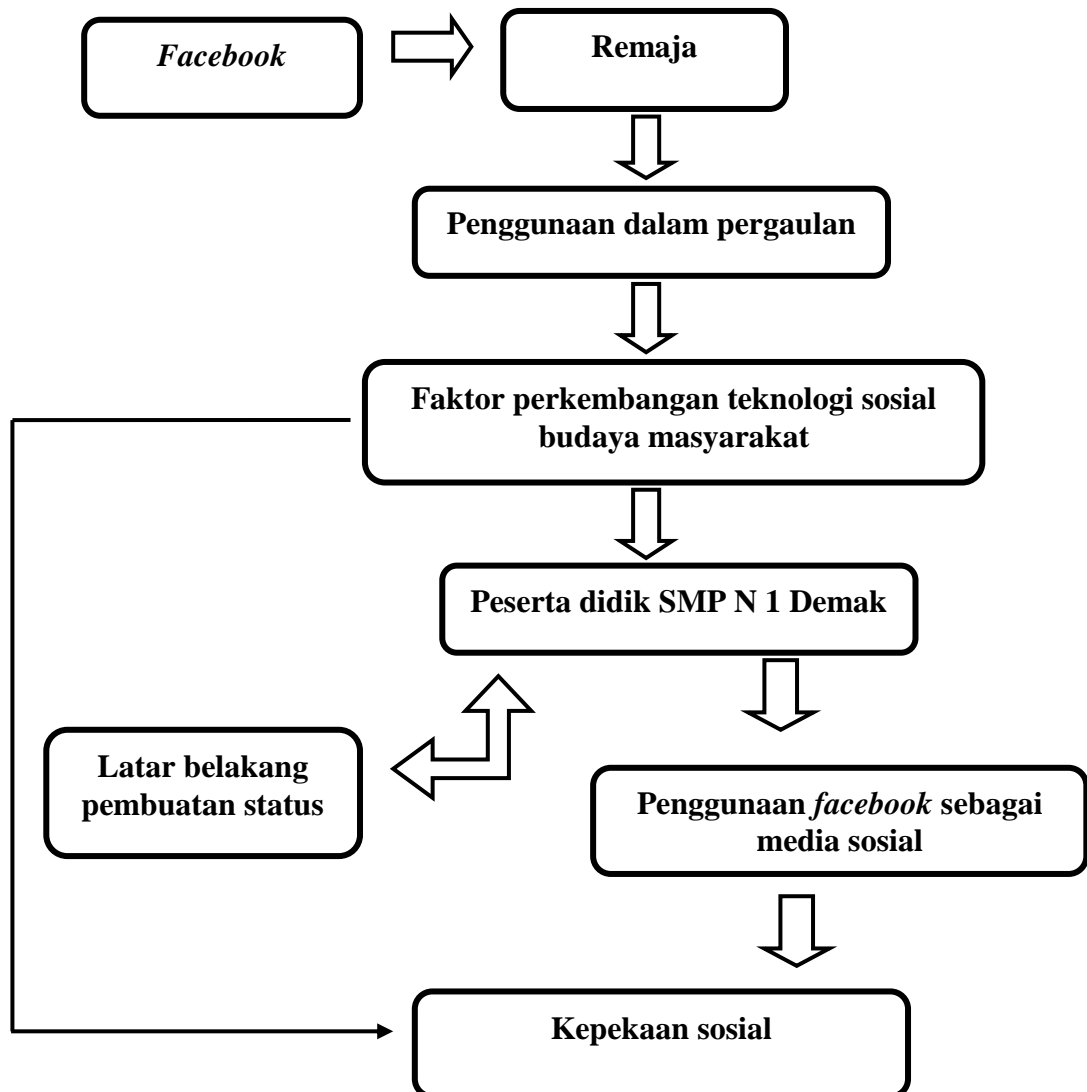 Facebook
Remaja
Penggunaan dalam pergaulan
Faktor perkembangan teknologi sosial
budaya masyarakat
Peserta didik SMP N 1 Demak
Latar belakang
pembuatan status
Penggunaan facebook sebagai
media sosial
Kepekaan sosial